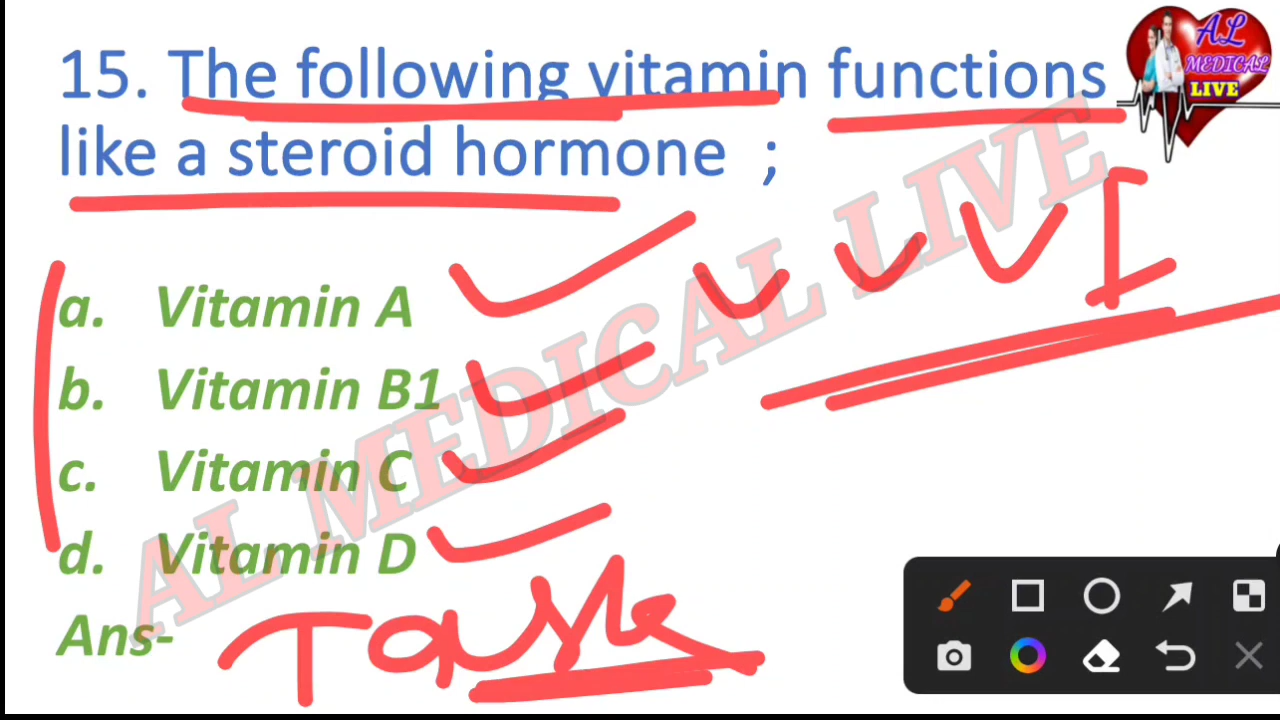 15. The following vitamin functions
like a steroid hormone ;
a. Vitamin A
b. Vitamin B1
c. Vitamin C
d. Vitamin D
Ans- Task
AL MEDICAL LIVE
AL
MEDICAL
LIVE